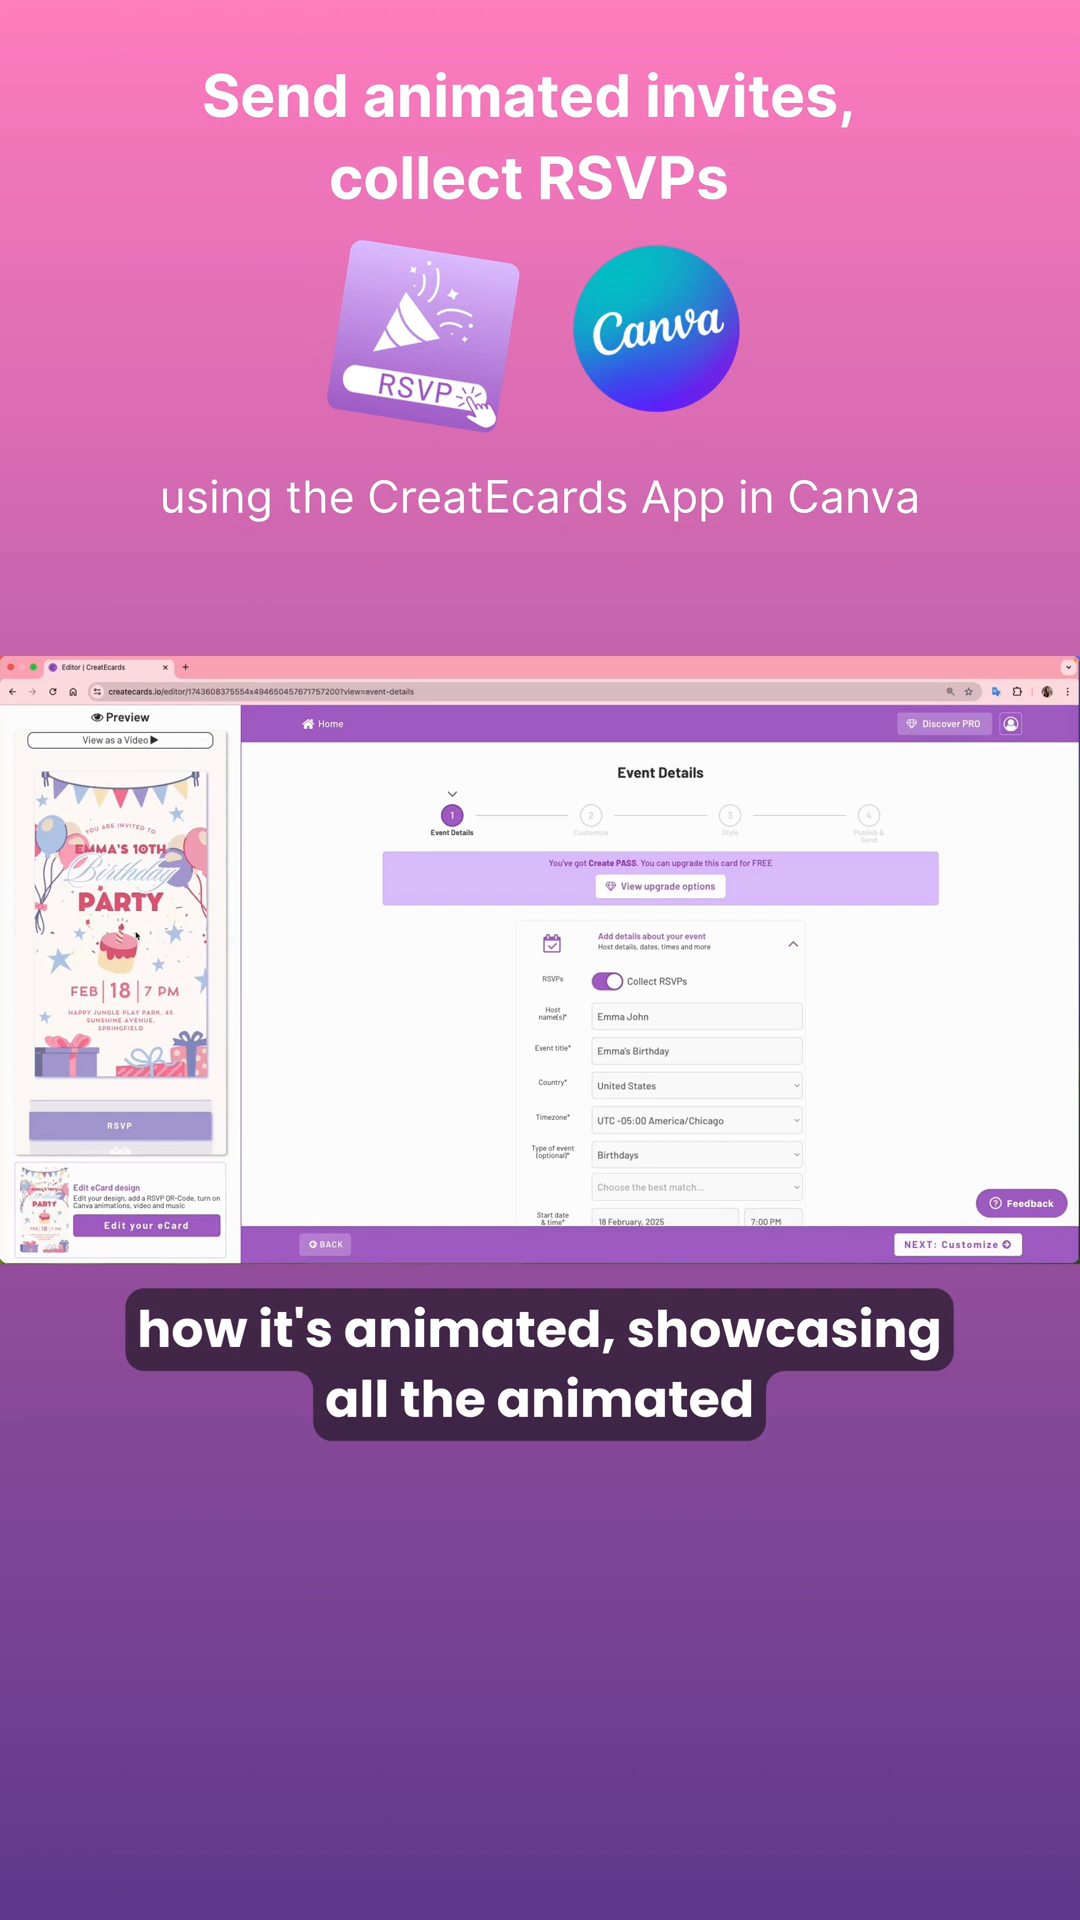 Send animated invites,
collect RSVPs
RSVP
Canva
using the CreatEcards App in Canva
Editor | CreatEcards
createcards.io/editor/1743608375554x494650457671757200?view=event-details
Preview
View as a Video
YOU ARE INVITED TO
EMMA'S 10TH
Birthday
PARTY
FEB 18 7 PM
HAPPY JUNGLE PLAY PARK, 45
SUNSHINE AVENUE,
SPRINGFIELD
RSVP
Edit eCard design
Edit your design, add a RSVP QR-Code, turn on
Canva animations, video and music
Edit your eCard
Home
Discover PRO
Event Details
1
2
3
4
Event Details
Customise
Style
Publish &
Send
You've got Create PASS. You can upgrade this card for FREE
View upgrade options
Add details about your event
Host details, dates, times and more
RSVPs
Collect RSVPs
Host
name(s)*
Emma John
Event title*
Emma's Birthday
Country*
United States
Timezone*
UTC -05:00 America/Chicago
Type of event
(optional)*
Birthdays
Choose the best match...
Start date
& time*
18 February, 2025
7:00 PM
Feedback
BACK
NEXT: Customize
how it's animated, showcasing
all the animated